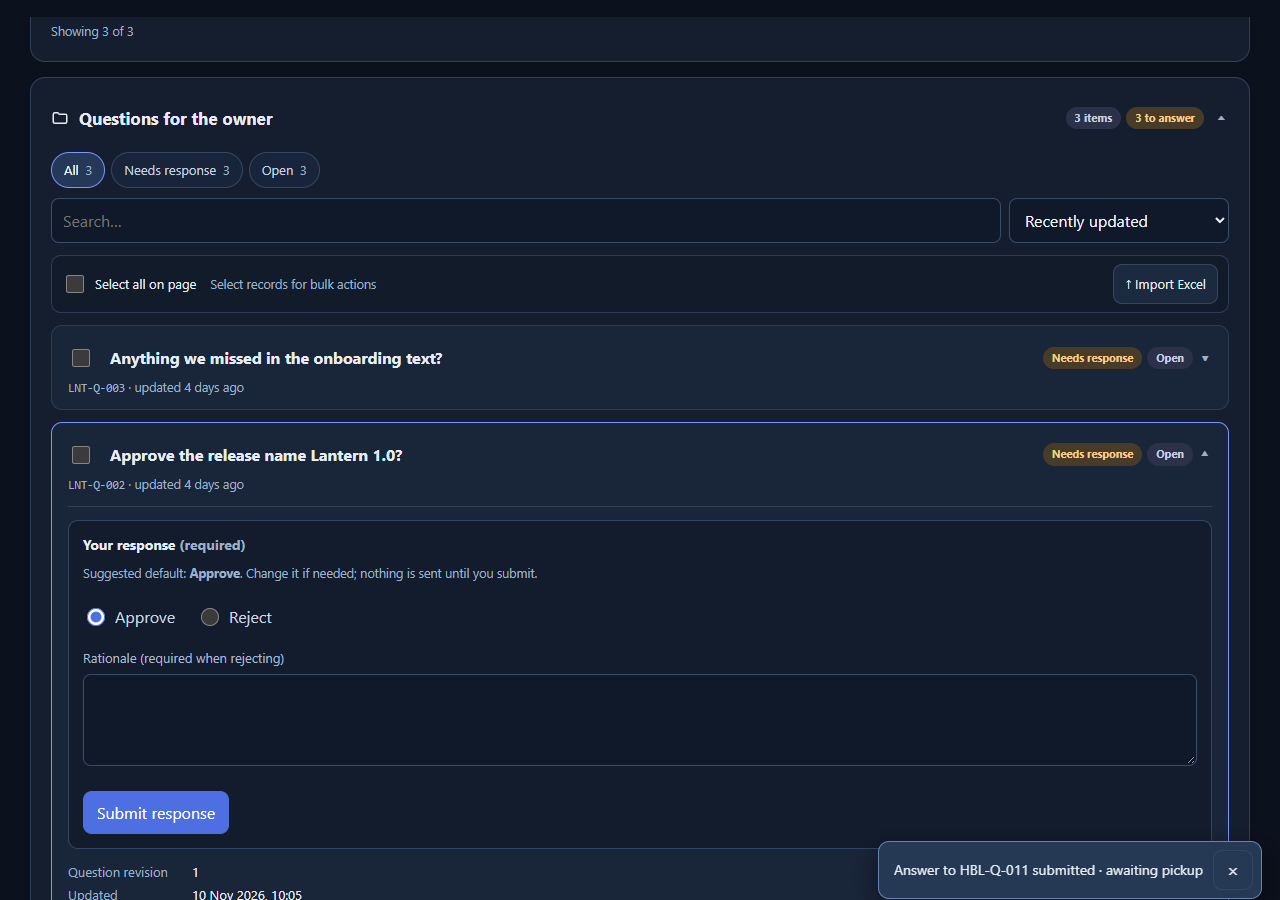 Showing 3 of 3
Questions for the owner
3 items
3 to answer
All 3
Needs response 3
Open 3
Search...
Recently updated
Select all on page
Select records for bulk actions
↑ Import Excel
Anything we missed in the onboarding text?
Needs response
Open
LNT-Q-003 · updated 4 days ago
Approve the release name Lantern 1.0?
Needs response
Open
LNT-Q-002 · updated 4 days ago
Your response (required)
Suggested default: Approve. Change it if needed; nothing is sent until you submit.
Approve
Reject
Rationale (required when rejecting)
Submit response
Question revision 1
Updated 10 Nov 2026, 10:05
Answer to HBL-Q-011 submitted · awaiting pickup
×